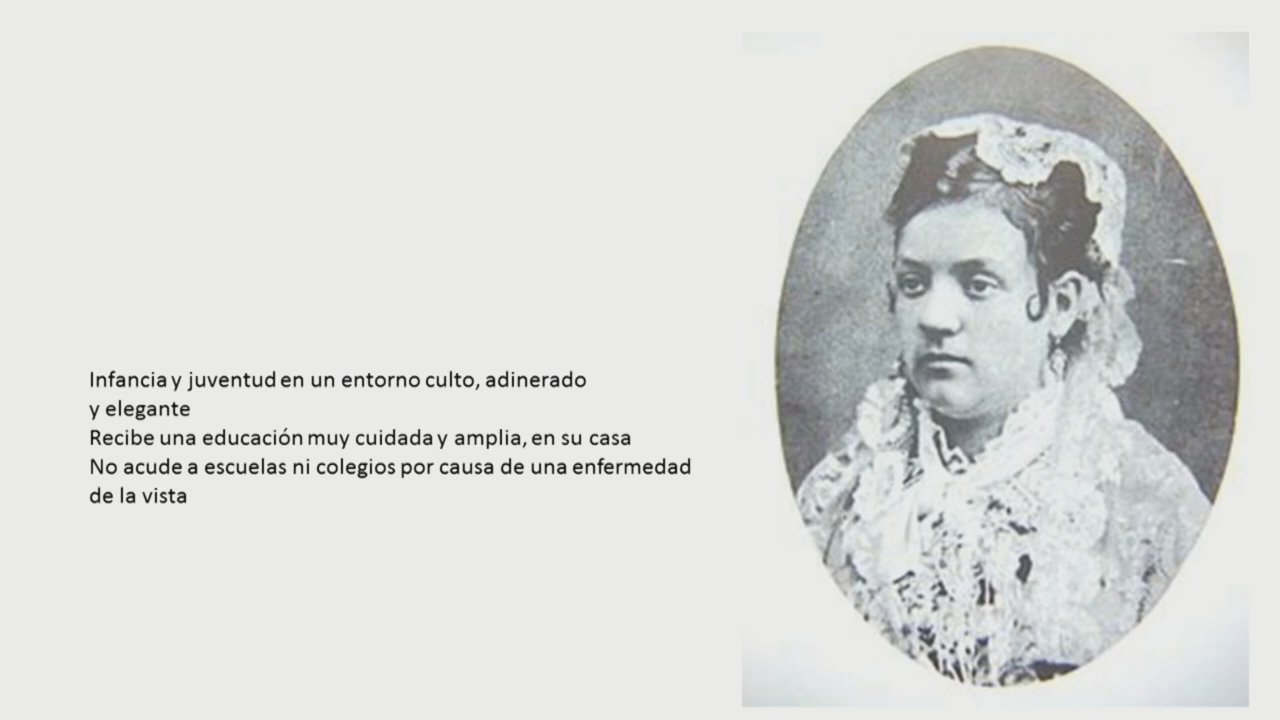 Infancia y juventud en un entorno culto, adinerado
y elegante
Recibe una educación muy cuidada y amplia, en su casa
No acude a escuelas ni colegios por causa de una enfermedad
de la vista